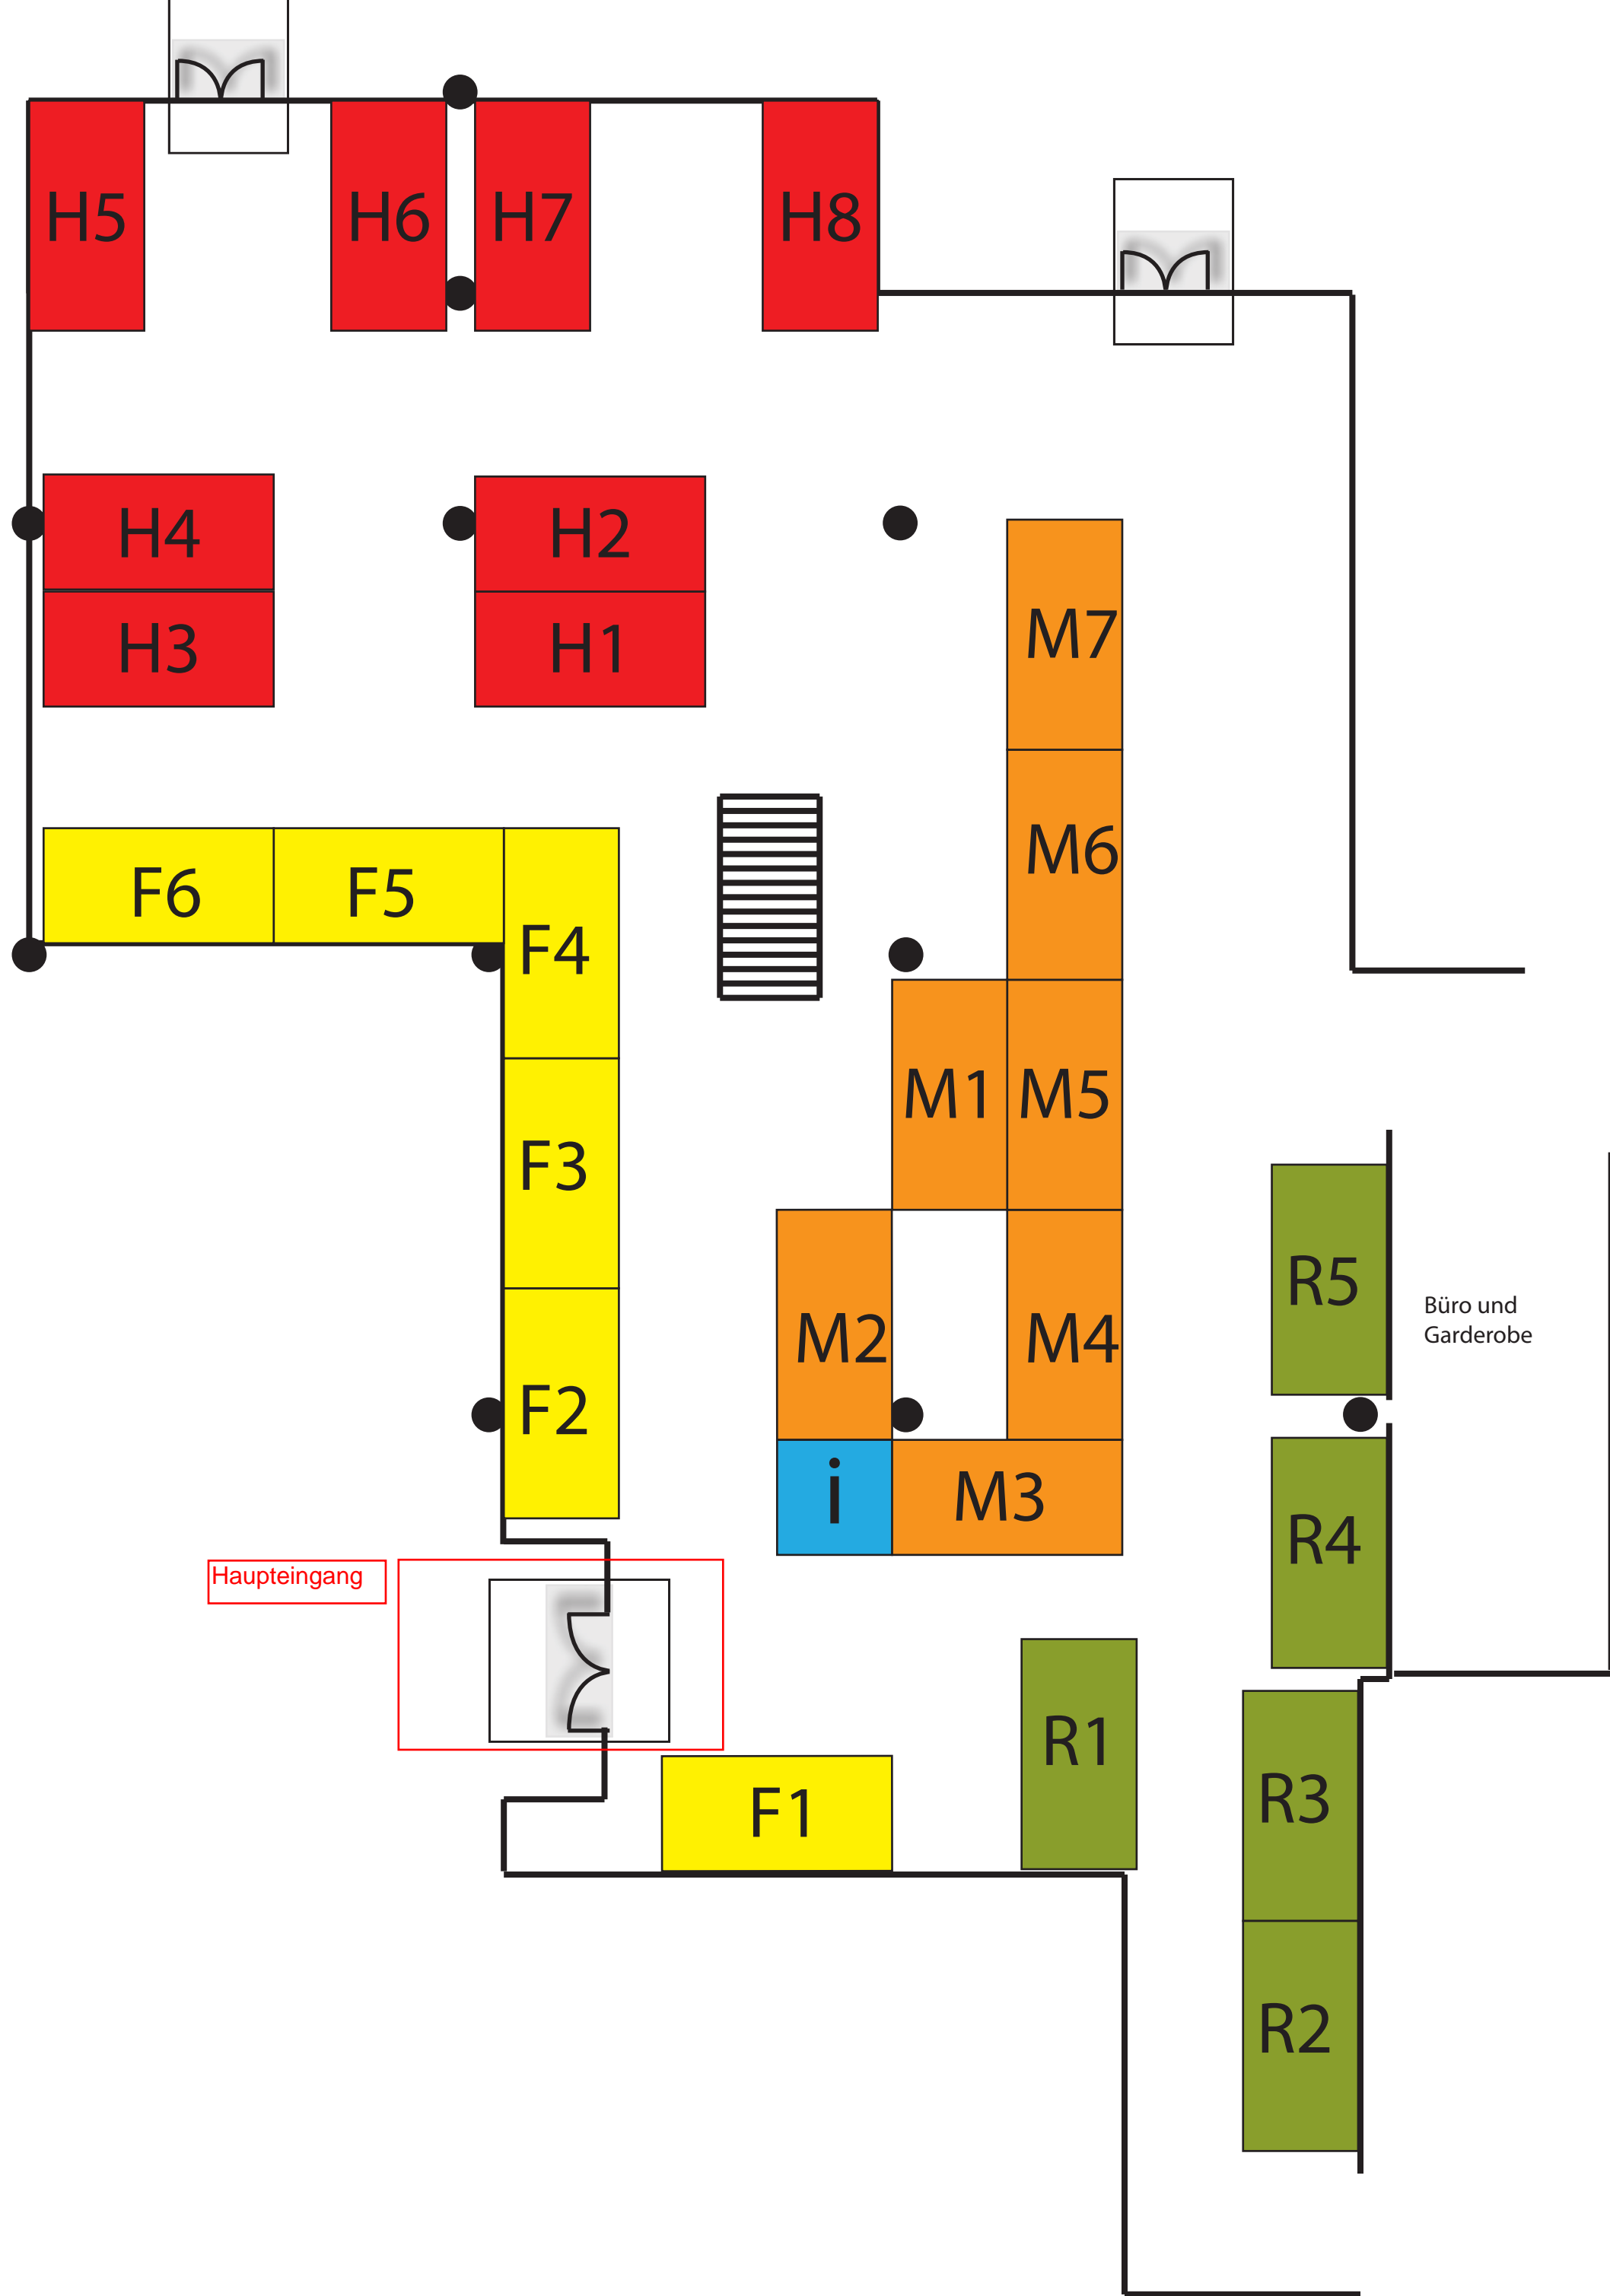 H5
H6
H7
H8
H4
H2
H3
H1
M7
M6
F6
F5
F4
M1
M5
F3
R5
Büro und
Garderobe
M2
M4
F2
i
M3
R4
Haupteingang
R1
F1
R3
R2